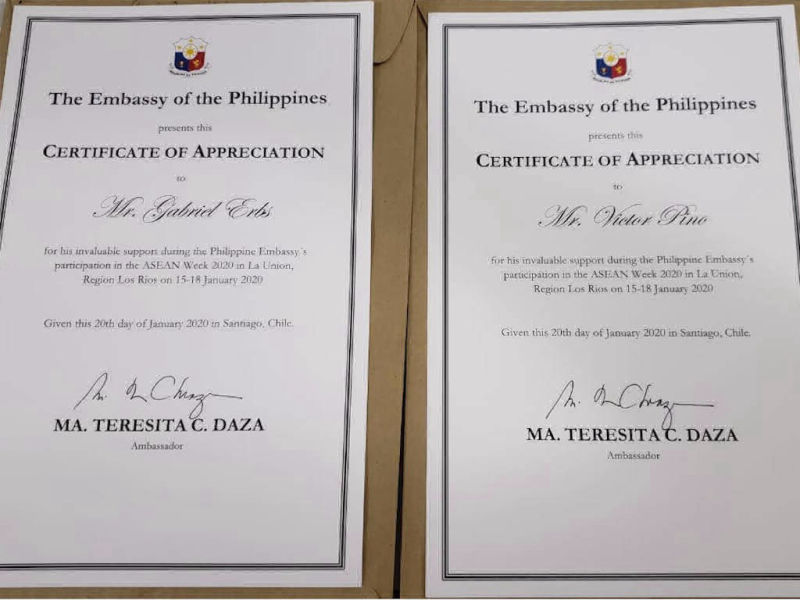 The Embassy of the Philippines
presents this
CERTIFICATE OF APPRECIATION
to
Mr. Gabriel Erbs
for his invaluable support during the Philippine Embassy's
participation in the ASEAN Week 2020 in La Union,
Region Los Rios on 15-18 January 2020
Given this 20th day of January 2020 in Santiago, Chile.
MA. TERESITA C. DAZA
Ambassador
The Embassy of the Philippines
presents this
CERTIFICATE OF APPRECIATION
to
Mr. Victor Pino
for his invaluable support during the Philippine Embassy's
participation in the ASEAN Week 2020 in La Union,
Region Los Rios on 15-18 January 2020
Given this 20th day of January 2020 in Santiago, Chile.
MA. TERESITA C. DAZA
Ambassador